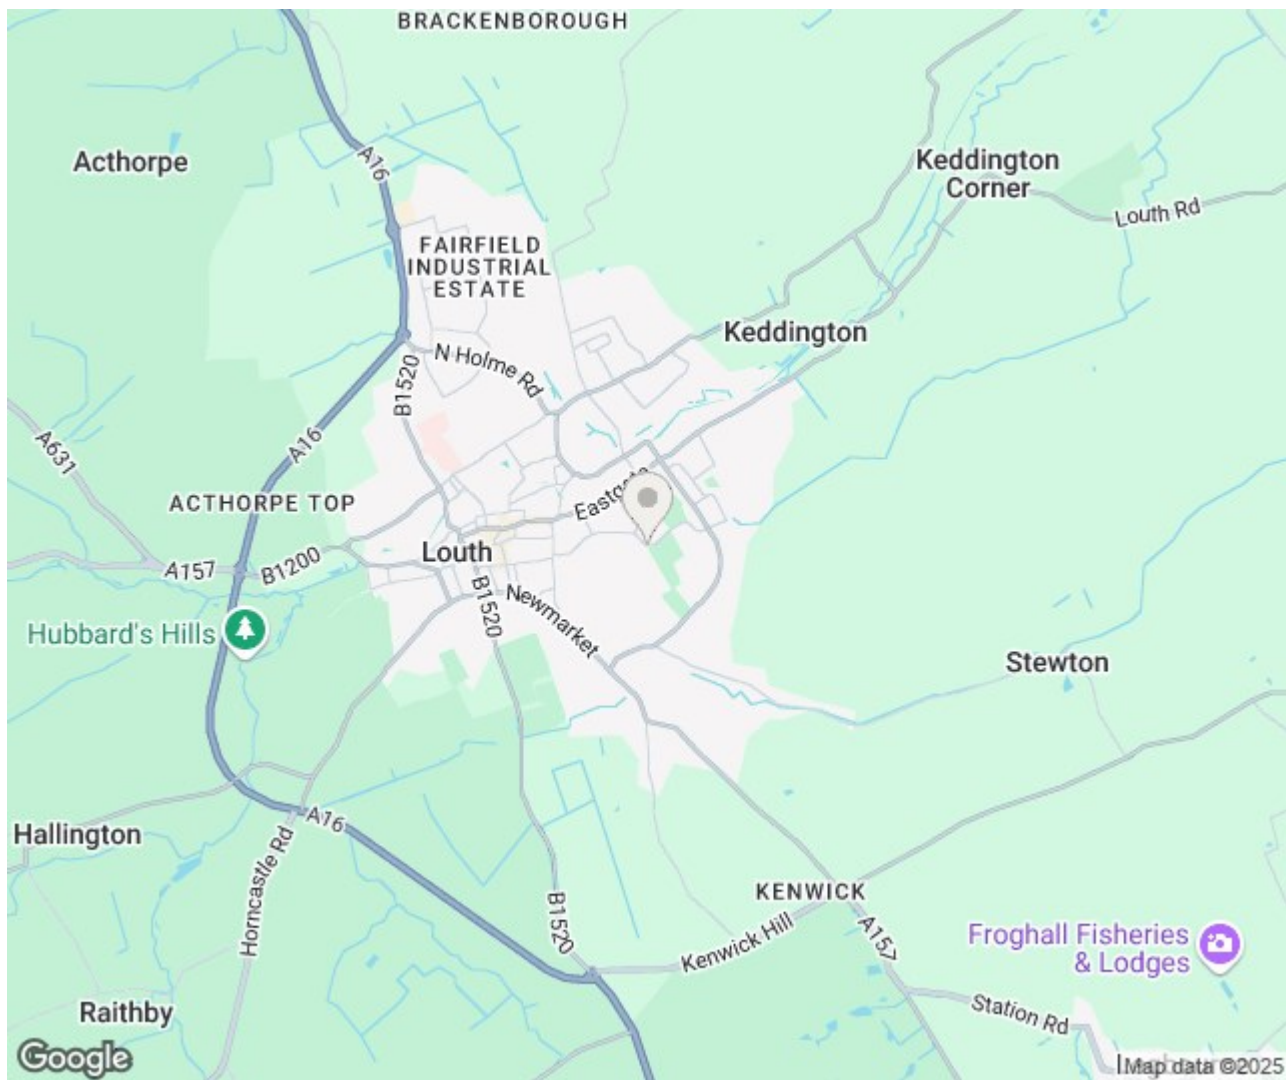 BRACKENBOROUGH
Acthorpe
A16
Keddington
Corner
Louth Rd
FAIRFIELD
INDUSTRIAL
ESTATE
Keddington
N Holme Rd
B1520
A631
A16
ACTHORPE TOP
Eastgate
Louth
A157
B1200
B1520
Newmarket
Hubbard's Hills
Stewton
Hallington
A16
Horncastle Rd
KENWICK
B1520
Kenwick Hill
A157
Froghall Fisheries
& Lodges
Station Rd
Raithby
Google
Map data ©2025